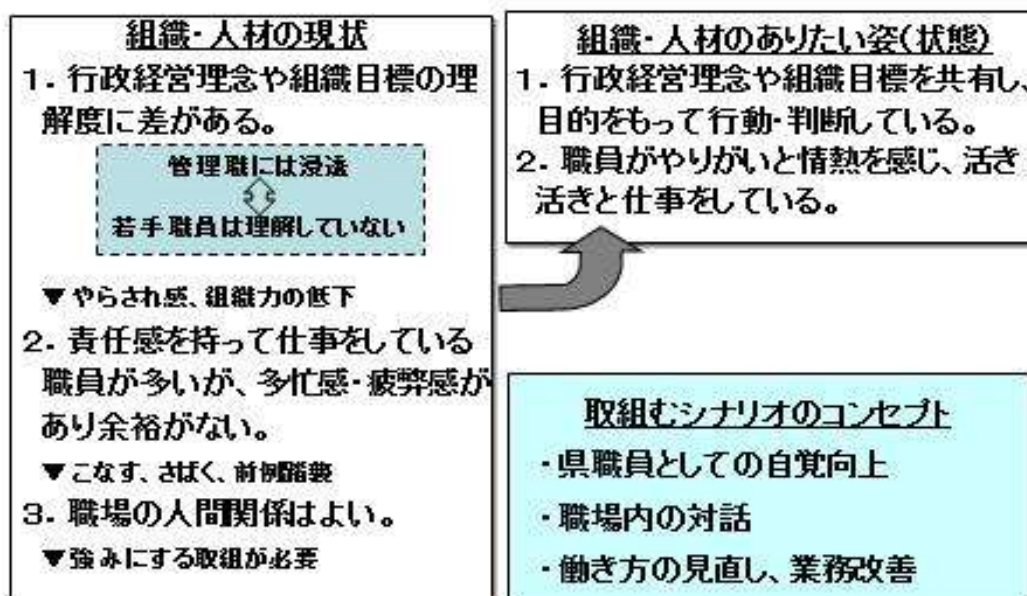 組織・人材の現状
1．行政経営理念や組織目標の理
解度に差がある。
管理職には浸透
若手職員は理解していない
▼やらされ感、組織力の低下
2．責任感を持って仕事をしている
職員が多いが、多忙感・疲弊感が
あり余裕がない。
▼こなす、さばく、前例踏襲
3．職場の人間関係はよい。
▼強みにする取組が必要
組織・人材のありたい姿(状態)
1．行政経営理念や組織目標を共有し、
目的をもって行動・判断している。
2．職員がやりがいと情熱を感じ、活き
活きと仕事をしている。
取組むシナリオのコンセプト
・県職員としての自覚向上
・職場内の対話
・働き方の見直し、業務改善